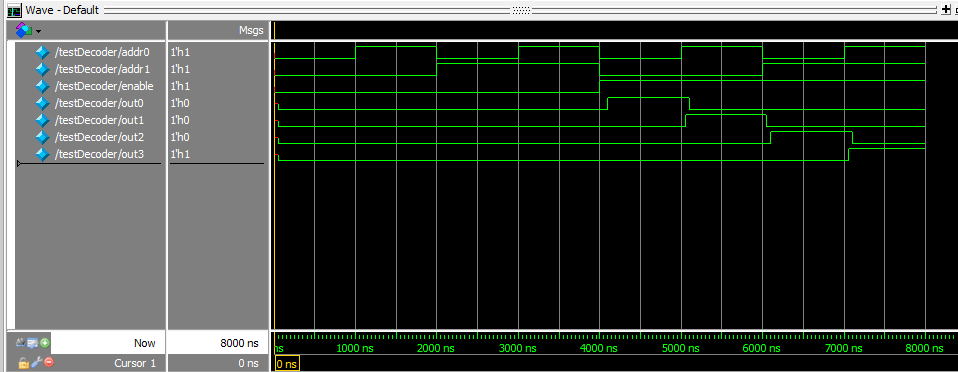 Wave - Default
Msgs
/testDecoder/addr0 1'h1
/testDecoder/addr1 1'h1
/testDecoder/enable 1'h1
/testDecoder/out0 1'h0
/testDecoder/out1 1'h0
/testDecoder/out2 1'h0
/testDecoder/out3 1'h1
Now 8000 ns ns 1000 ns 2000 ns 3000 ns 4000 ns 5000 ns 6000 ns 7000 ns 8000 ns
Cursor 1 0 ns 0 ns